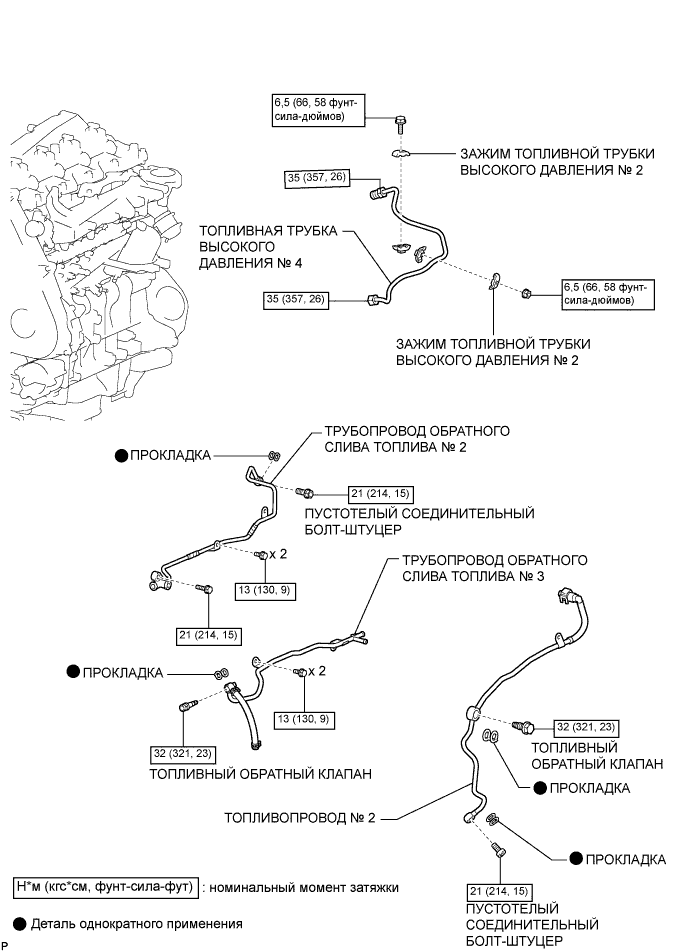 6,5 (66, 58 фунт-
сила-дюймов)
ЗАЖИМ ТОПЛИВНОЙ ТРУБКИ
ВЫСОКОГО ДАВЛЕНИЯ № 2
35 (357, 26)
ТОПЛИВНАЯ ТРУБКА
ВЫСОКОГО
ДАВЛЕНИЯ № 4
35 (357, 26)
6,5 (66, 58 фунт-
сила-дюймов)
ЗАЖИМ ТОПЛИВНОЙ ТРУБКИ
ВЫСОКОГО ДАВЛЕНИЯ № 2
ТРУБОПРОВОД ОБРАТНОГО
СЛИВА ТОПЛИВА № 2
ПРОКЛАДКА
21 (214, 15)
ПУСТОТЕЛЫЙ СОЕДИНИТЕЛЬНЫЙ
БОЛТ-ШТУЦЕР
x 2
13 (130, 9)
21 (214, 15)
ТРУБОПРОВОД ОБРАТНОГО
СЛИВА ТОПЛИВА № 3
ПРОКЛАДКА
x 2
13 (130, 9)
32 (321, 23)
ТОПЛИВНЫЙ ОБРАТНЫЙ КЛАПАН
32 (321, 23)
ТОПЛИВНЫЙ
ОБРАТНЫЙ КЛАПАН
ПРОКЛАДКА
ТОПЛИВОПРОВОД № 2
ПРОКЛАДКА
21 (214, 15)
ПУСТОТЕЛЫЙ
СОЕДИНИТЕЛЬНЫЙ
БОЛТ-ШТУЦЕР
Н*м (кгс*см, фунт-сила-фут) : номинальный момент затяжки
Деталь однократного применения
P